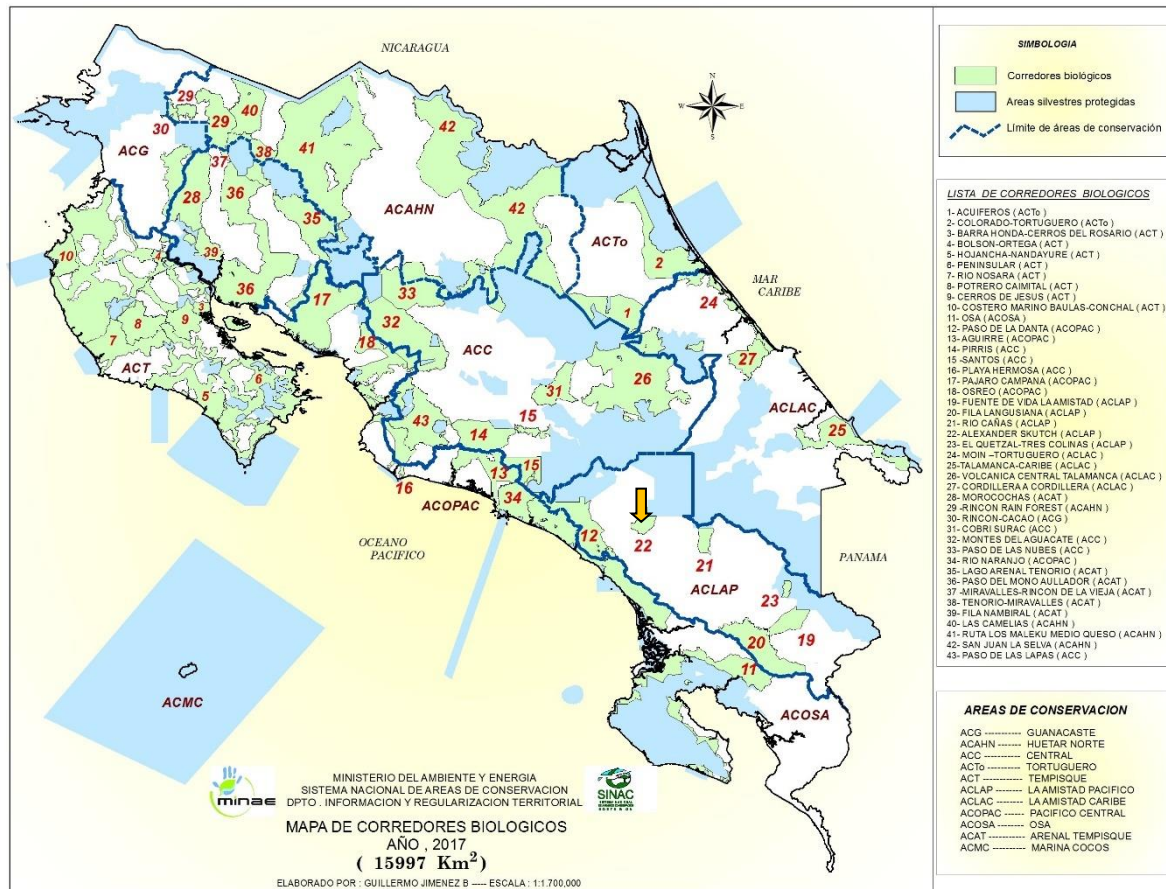 NICARAGUA
N
W
E
S
29
40
29
30
38
41
42
ACG
37
28
36
35
42
ACAHN
ACTo
2
39
10
4
36
17
33
24
MAR
CARIBE
3
32
1
8
9
18
ACC
27
7
ACT
31
26
6
5
ACLAC
43
15
14
25
13
15
16
34
ACOPAC
OCEANO
PACIFICO
12
22
21
PANAMA
ACLAP
23
20
19
11
ACMC
ACOSA
minae
MINISTERIO DEL AMBIENTE Y ENERGIA
SISTEMA NACIONAL DE AREAS DE CONSERVACION
DPTO . INFORMACION Y REGULARIZACION TERRITORIAL
SINAC
MAPA DE CORREDORES BIOLOGICOS
AÑO , 2017
( 15997 Km²)
ELABORADO POR : GUILLERMO JIMENEZ B ---- ESCALA : 1:1.700,000
SIMBOLOGIA
Corredores biológicos
Areas silvestres protegidas
Límite de áreas de conservación
LISTA DE CORREDORES BIOLOGICOS
1- ACUIFEROS ( ACTo )
2- COLORADO-TORTUGUERO ( ACTo )
3- BARRA HONDA-CERROS DEL ROSARIO ( ACT )
4- BOLSON-ORTEGA ( ACT )
5- HOJANCHA-NANDAYURE ( ACT )
6- PENINSULAR ( ACT )
7- RIO NOSARA ( ACT )
8- POTRERO CAIMITAL ( ACT )
9- CERROS DE JESUS ( ACT )
10- COSTERO MARINO BAULAS-CONCHAL ( ACT )
11- OSA ( ACOSA )
12- PASO DE LA DANTA ( ACOPAC )
13- AGUIRRE ( ACOPAC )
14 - PIRRIS ( ACC )
15 -SANTOS ( ACC )
16- PLAYA HERMOSA ( ACC )
17- PAJARO CAMPANA ( ACOPAC )
18- OSREO ( ACOPAC )
19- FUENTE DE VIDA LA AMISTAD ( ACLAP )
20- FILA LANGUSIANA ( ACLAP )
21- RIO CAÑAS ( ACLAP )
22- ALEXANDER SKUTCH ( ACLAP )
23- EL QUETZAL-TRES COLINAS ( ACLAP )
24- MOIN –TORTUGUERO ( ACLAC )
25-TALAMANCA-CARIBE ( ACLAC )
26- VOLCANICA CENTRAL TALAMANCA ( ACLAC )
27- CORDILLERA A CORDILLERA ( ACLAC )
28- MOROCOCHAS ( ACAT )
29 -RINCON RAIN FOREST ( ACAHN )
30- RINCON-CACAO ( ACG )
31- COBRI SURAC ( ACC )
32- MONTES DEL AGUACATE ( ACC )
33- PASO DE LAS NUBES ( ACC )
34- RIO NARANJO ( ACOPAC )
35- LAGO ARENAL TENORIO ( ACAT )
36- PASO DEL MONO AULLADOR ( ACAT )
37 -MIRAVALLES-RINCON DE LA VIEJA ( ACAT )
38- TENORIO-MIRAVALLES ( ACAT )
39- FILA NAMBIRAL ( ACAT )
40- LAS CAMELIAS ( ACAHN )
41- RUTA LOS MALEKU MEDIO QUESO ( ACAHN )
42- SAN JUAN LA SELVA ( ACAHN )
43- PASO DE LAS LAPAS ( ACC )
AREAS DE CONSERVACION
ACG ----------- GUANACASTE
ACAHN ------- HUETAR NORTE
ACC ----------- CENTRAL
ACTo ---------- TORTUGUERO
ACT ------------ TEMPISQUE
ACLAP -------- LA AMISTAD PACIFICO
ACLAC -------- LA AMISTAD CARIBE
ACOPAC ------ PACIFICO CENTRAL
ACOSA -------- OSA
ACAT ---------- ARENAL TEMPISQUE
ACMC ---------- MARINA COCOS